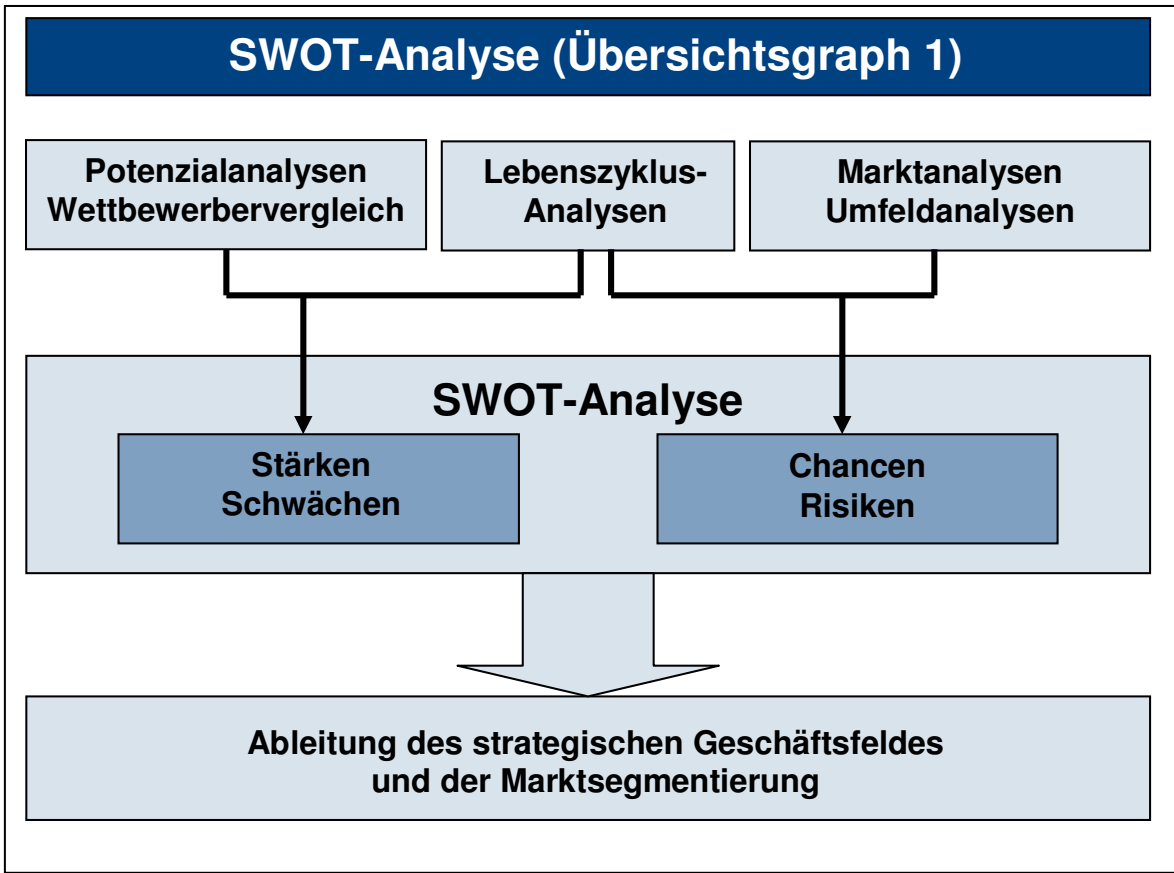 SWOT-Analyse (Übersichtsgraph 1)
Potenzialanalysen
Wettbewerbervergleich
Lebenszyklus-
Analysen
Marktanalysen
Umfeldanalysen
SWOT-Analyse
Stärken
Schwächen
Chancen
Risiken
Ableitung des strategischen Geschäftsfeldes
und der Marktsegmentierung